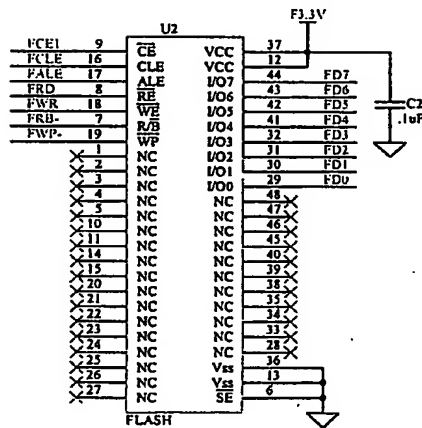 F3.3V
U2
FCE1 9 CE VCC 37
FCLE 16 CLE VCC 12
FALE 17 ALE I/O7 44 FD7
FRD 8 RE I/O6 43 FD6
FWR 18 WE I/O5 42 FD5
FRB- 7 R/B I/O4 41 FD4
FWP- 19 WP I/O3 32 FD3
1 NC I/O2 31 FD2
2 NC I/O1 30 FD1
3 NC I/O0 29 FD0
4 NC NC 48
5 NC NC 47
10 NC NC 46
11 NC NC 45
14 NC NC 40
15 NC NC 39
20 NC NC 38
21 NC NC 35
22 NC NC 34
23 NC NC 33
24 NC NC 28
25 NC Vss 36
26 NC Vss 13
27 NC SE 6
FLASH
C2
.1uF